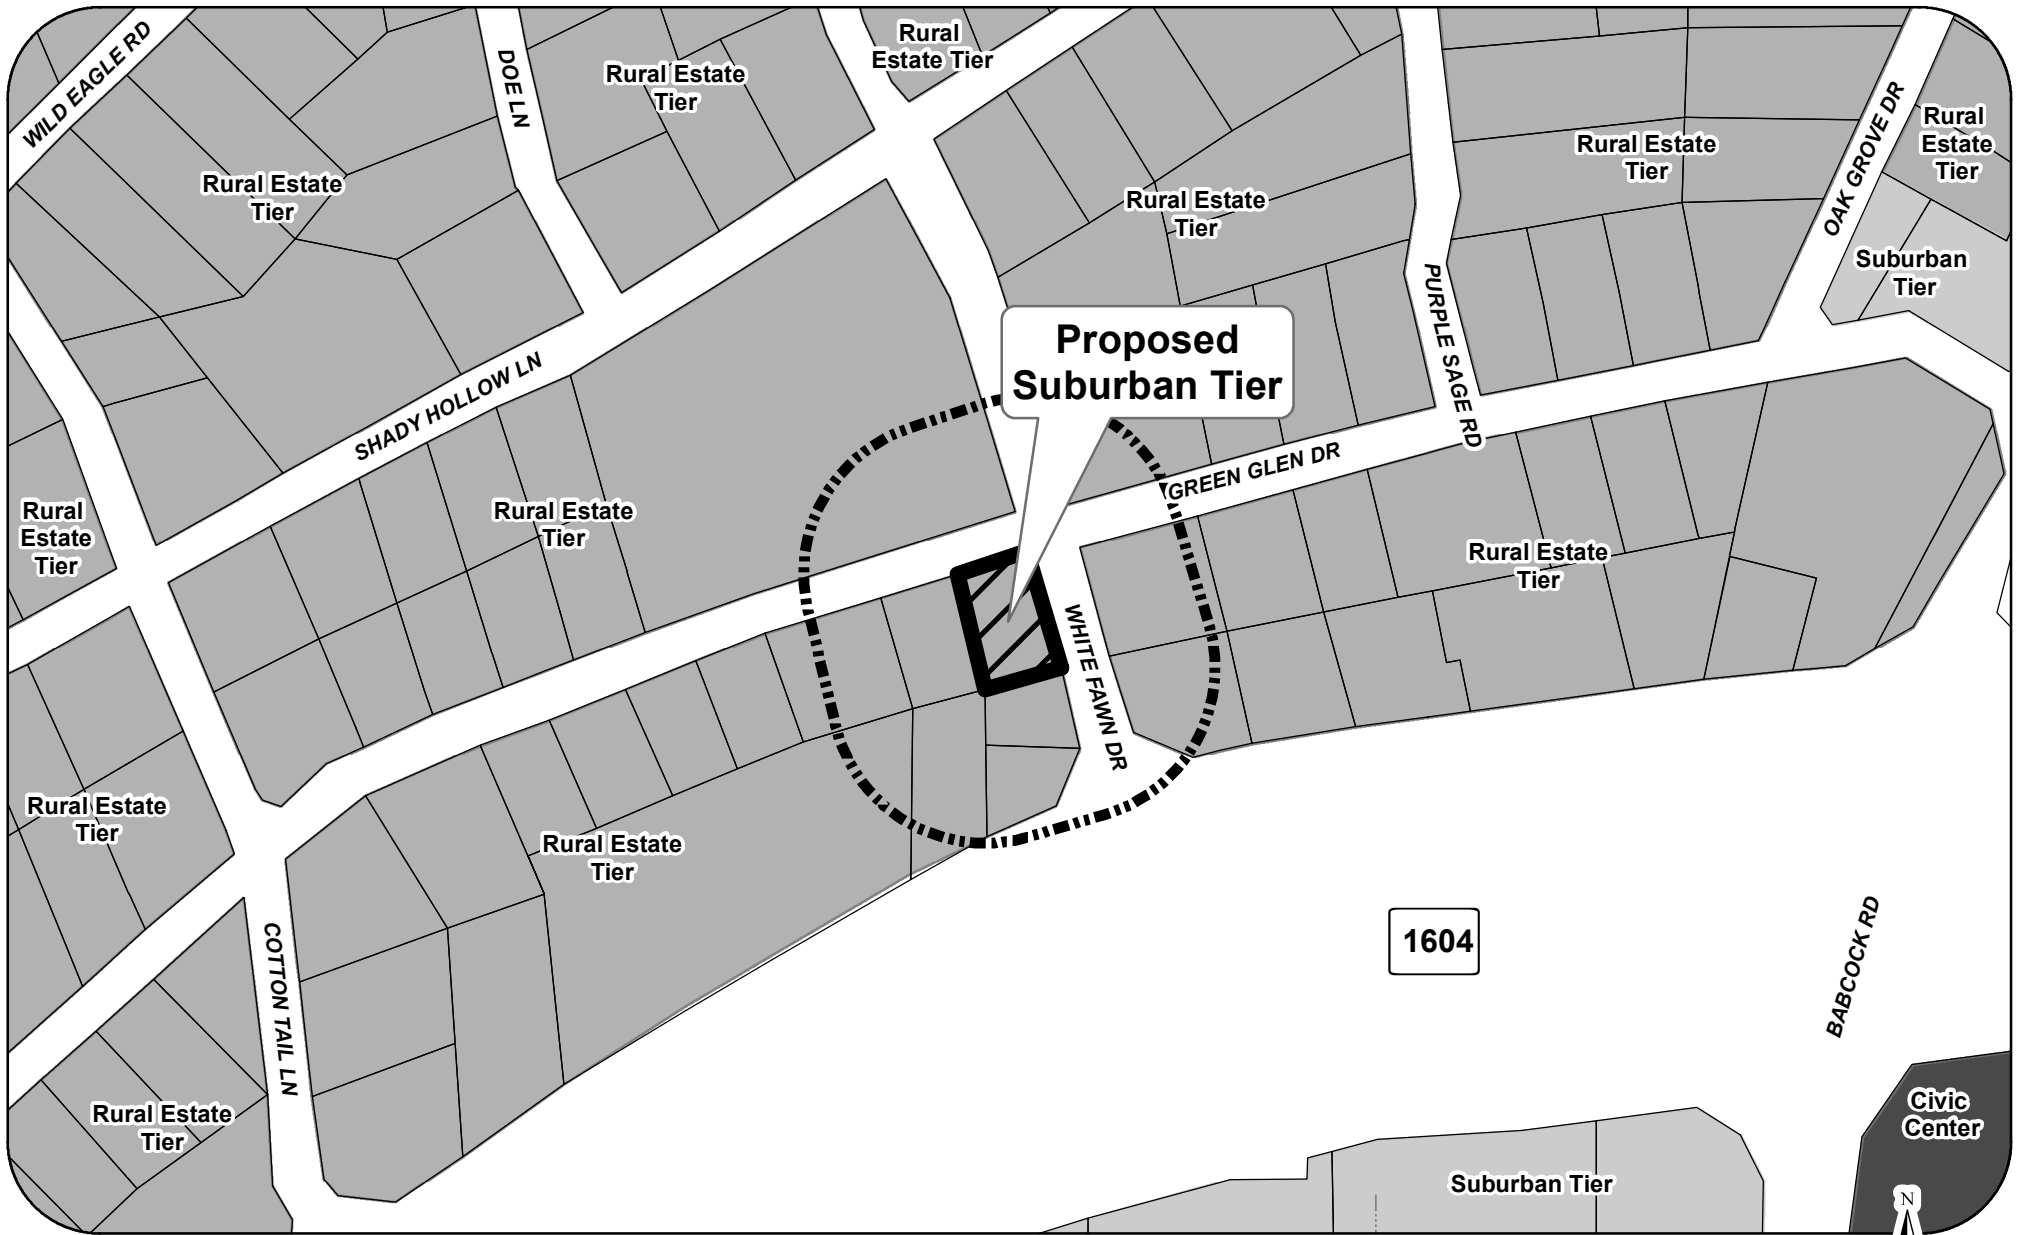 WILD EAGLE RD
DOE LN
Rural Estate
Tier
Rural
Estate Tier
Rural Estate
Tier
Rural Estate
Tier
Rural Estate
Tier
OAK GROVE DR
Rural
Estate
Tier
Suburban
Tier
PURPLE SAGE RD
Proposed
Suburban Tier
SHADY HOLLOW LN
GREEN GLEN DR
Rural
Estate
Tier
Rural Estate
Tier
Rural Estate
Tier
WHITE FAWN DR
Rural Estate
Tier
Rural Estate
Tier
1604
BABCOCK RD
COTTON TAIL LN
Rural Estate
Tier
Civic
Center
Suburban Tier
N